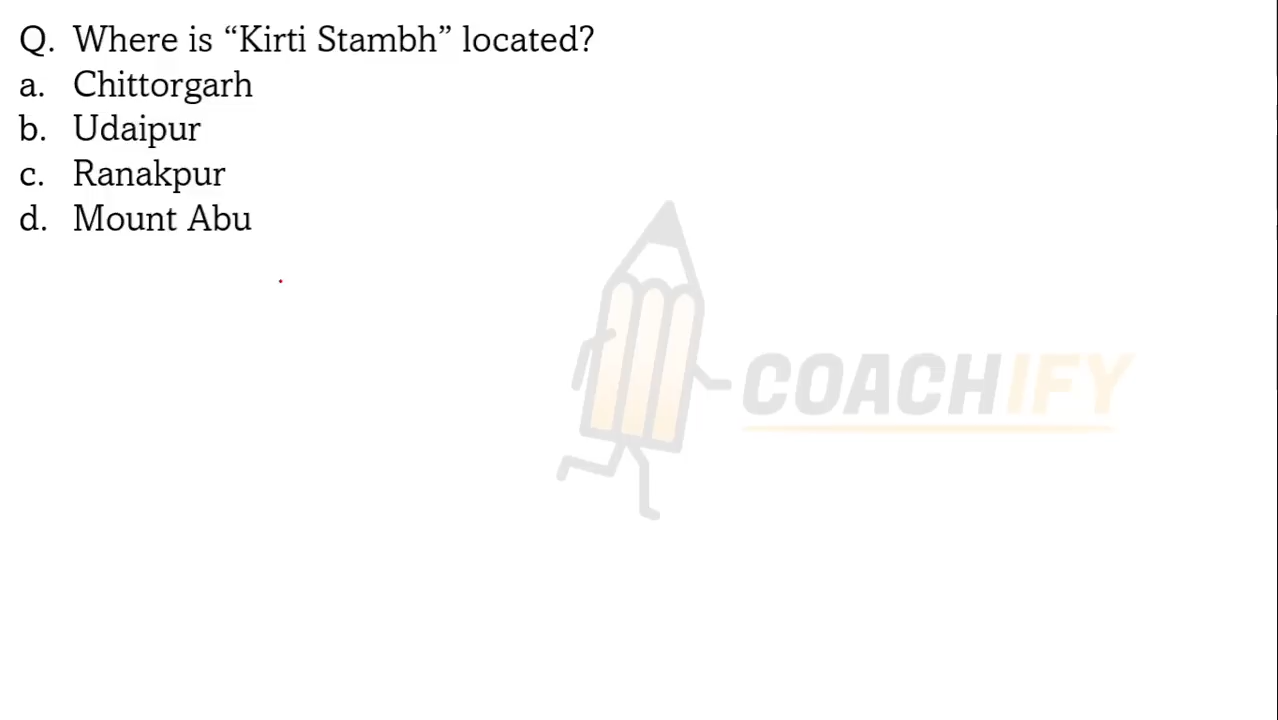 Q. Where is “Kirti Stambh” located?
a. Chittorgarh
b. Udaipur
c. Ranakpur
d. Mount Abu
COACHIFY